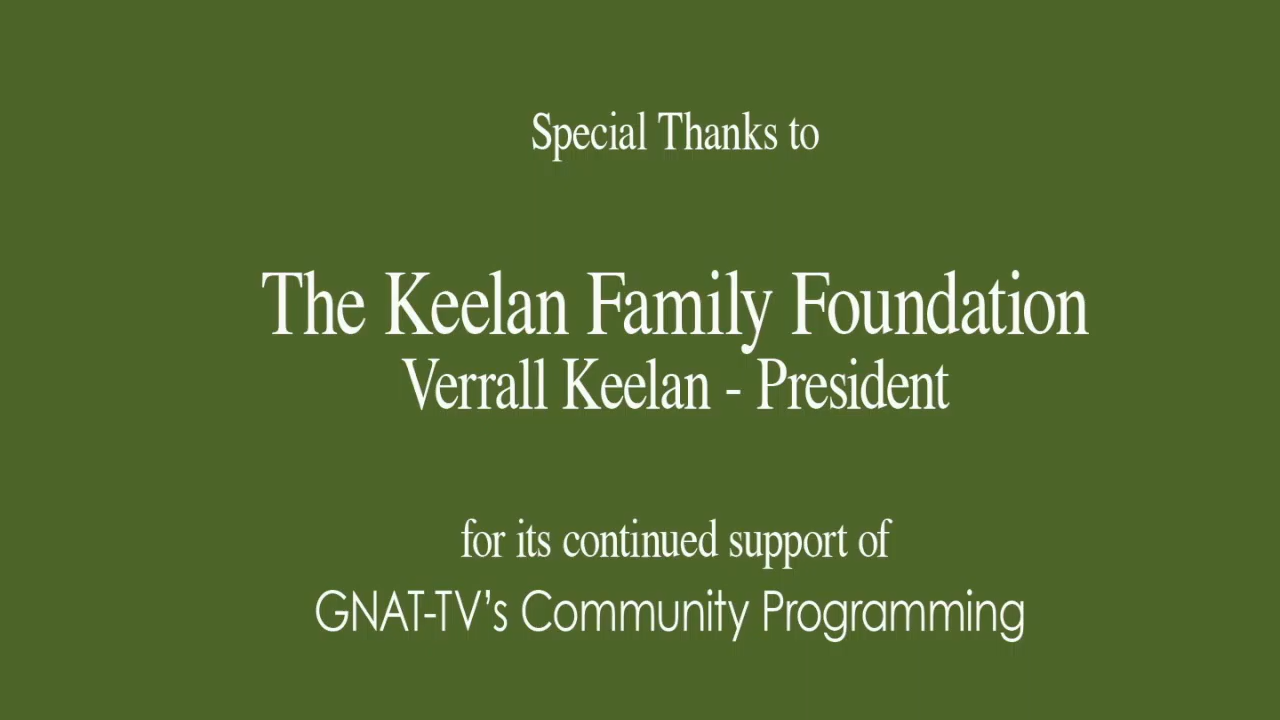 Special Thanks to
The Keelan Family Foundation
Verrall Keelan - President
for its continued support of
GNAT-TV’s Community Programming